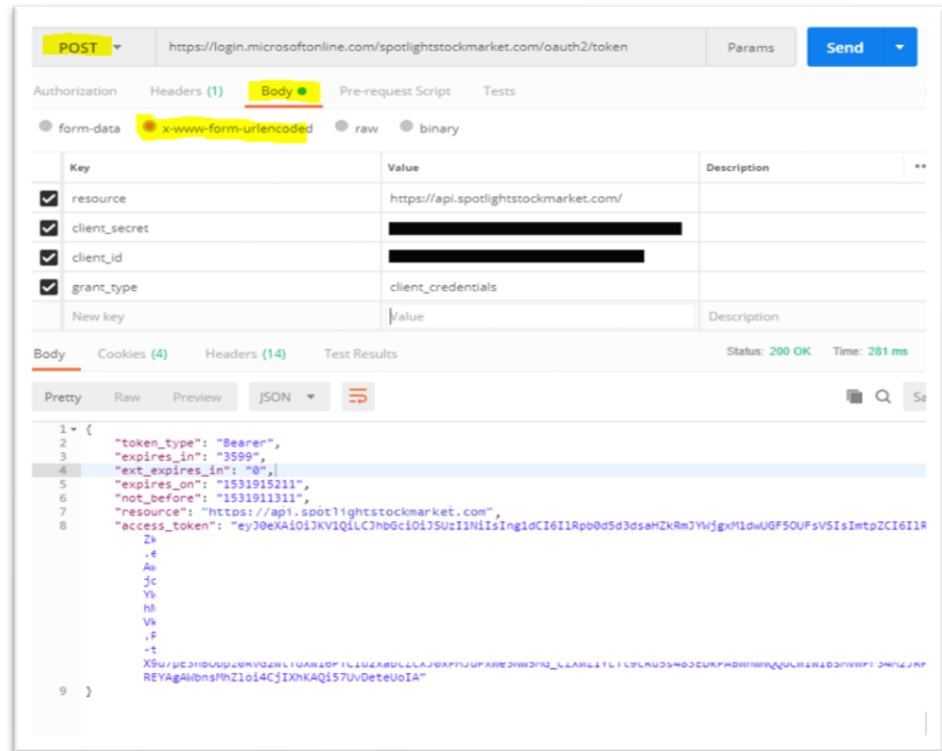 POST https://login.microsoftonline.com/spotlightstockmarket.com/oauth2/token Params Send
Authorization Headers (1) Body Pre-request Script Tests
form-data x-www-form-urlencoded raw binary
Key Value Description
resource https://api.spotlightstockmarket.com/
client_secret
client_id
grant_type client_credentials
New key Value Description
Body Cookies (4) Headers (14) Test Results Status: 200 OK Time: 281 ms
Pretty Raw Preview JSON Sa
1 {
2 "token_type": "Bearer",
3 "expires_in": "3599",
4 "ext_expires_in": "0",
5 "expires_on": "1531915211",
6 "not_before": "1531911311",
7 "resource": "https://api.spotlightstockmarket.com",
8 "access_token":
9 }